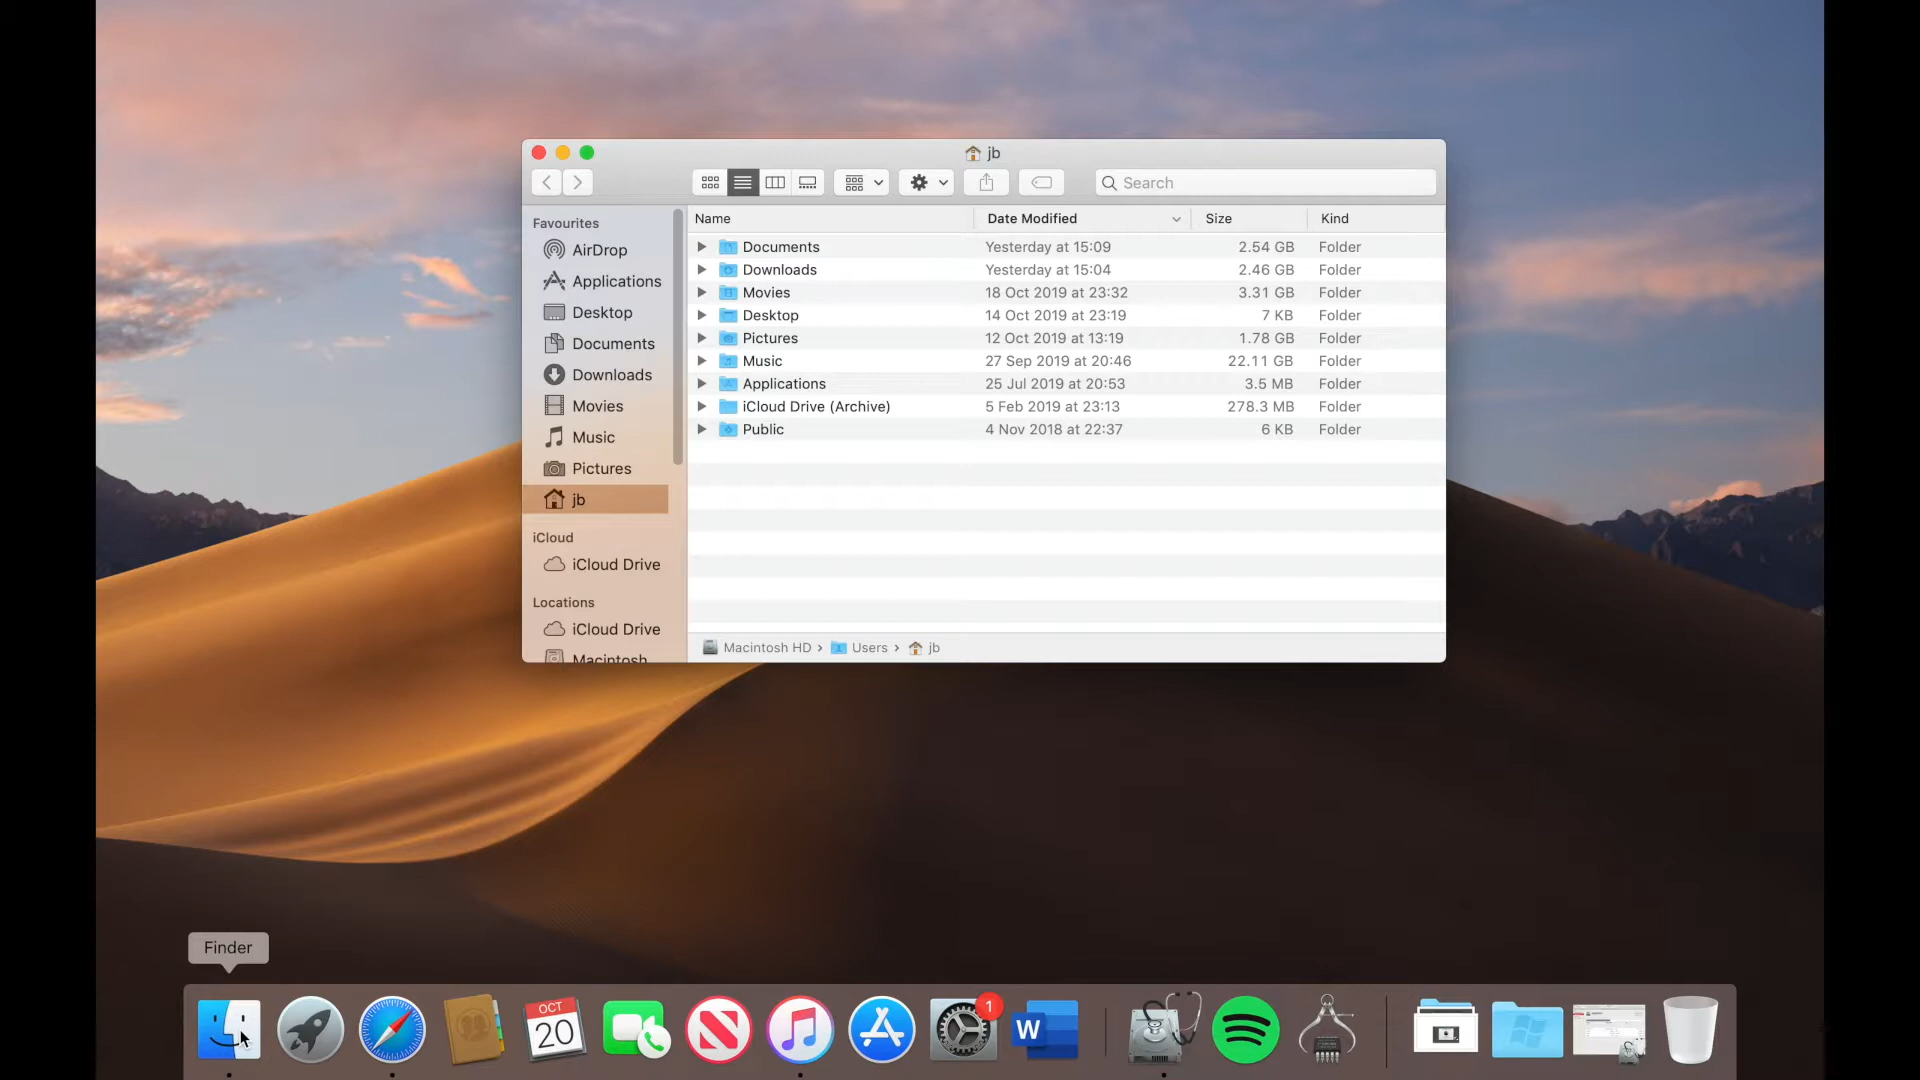 jb
Search
Name Date Modified Size Kind
Favourites
AirDrop
Applications
Desktop
Documents
Downloads
Movies
Music
Pictures
jb
iCloud
iCloud Drive
Locations
iCloud Drive
Macintosh
Documents Yesterday at 15:09 2.54 GB Folder
Downloads Yesterday at 15:04 2.46 GB Folder
Movies 18 Oct 2019 at 23:32 3.31 GB Folder
Desktop 14 Oct 2019 at 23:19 7 KB Folder
Pictures 12 Oct 2019 at 13:19 1.78 GB Folder
Music 27 Sep 2019 at 20:46 22.11 GB Folder
Applications 25 Jul 2019 at 20:53 3.5 MB Folder
iCloud Drive (Archive) 5 Feb 2019 at 23:13 278.3 MB Folder
Public 4 Nov 2018 at 22:37 6 KB Folder
Macintosh HD › Users › jb
Finder
OCT
20
1
W